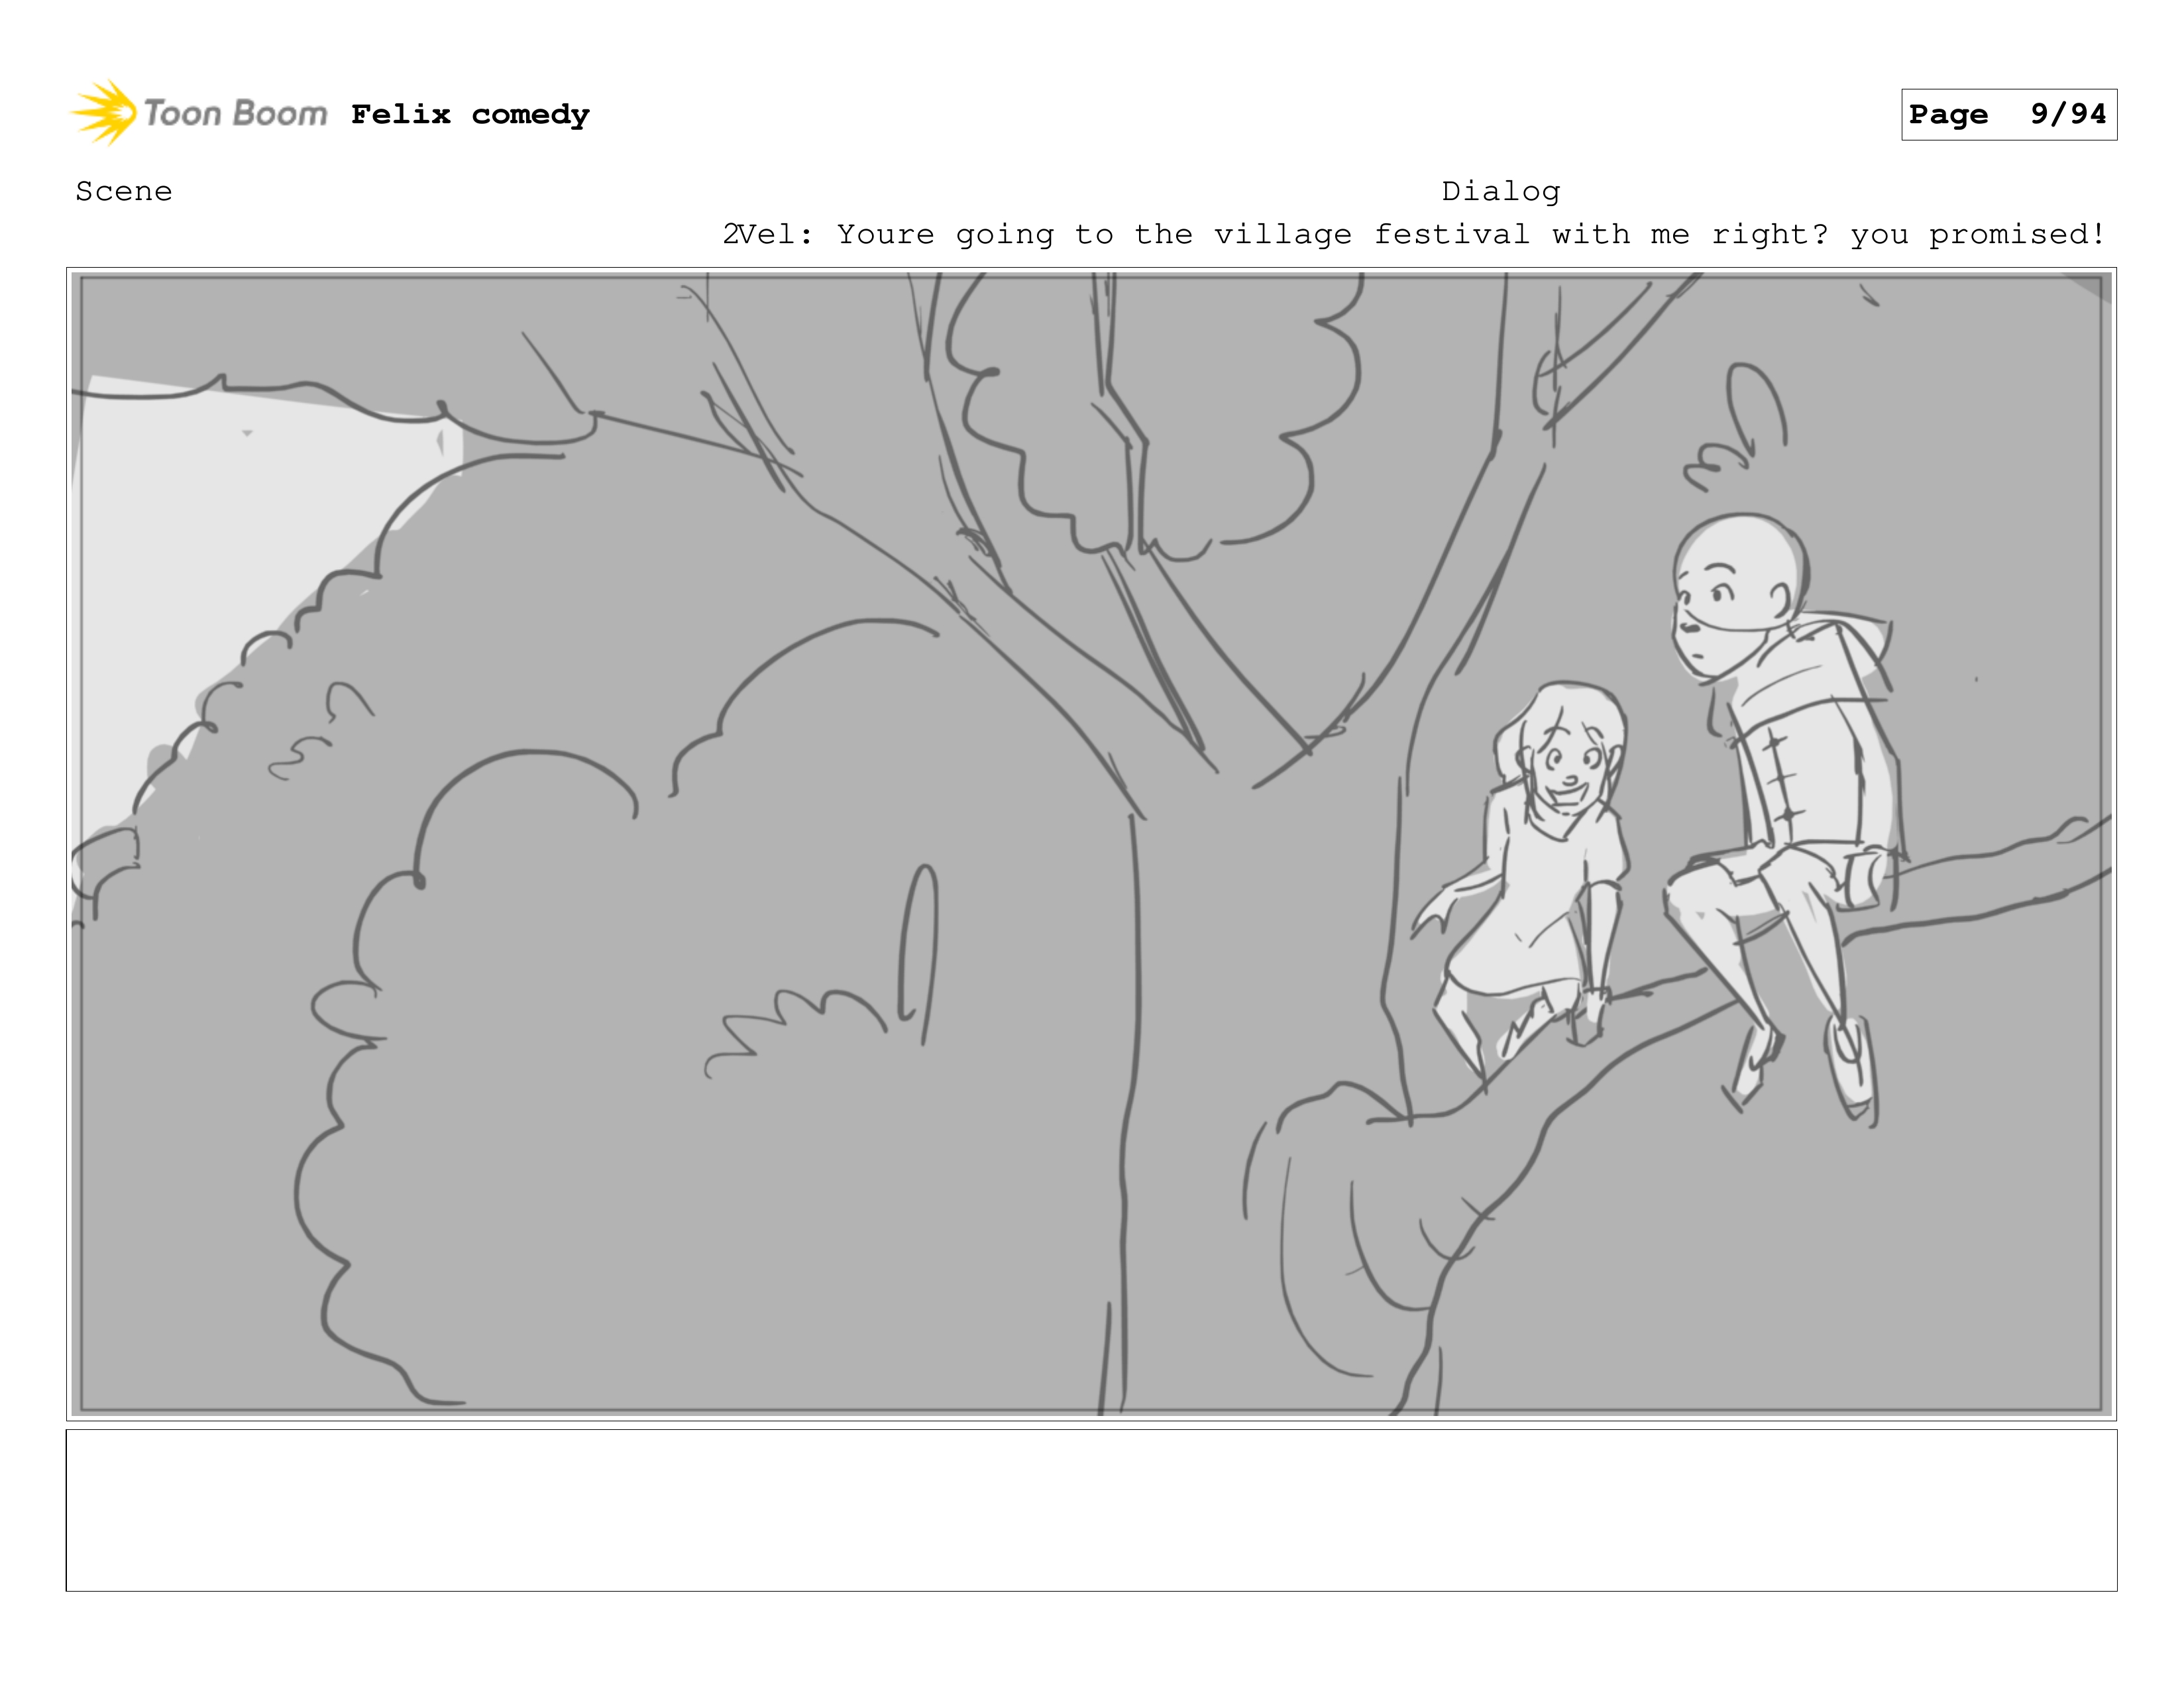 Toon Boom Felix comedy
Page 9/94
Scene
Dialog
2Vel: Youre going to the village festival with me right? you promised!